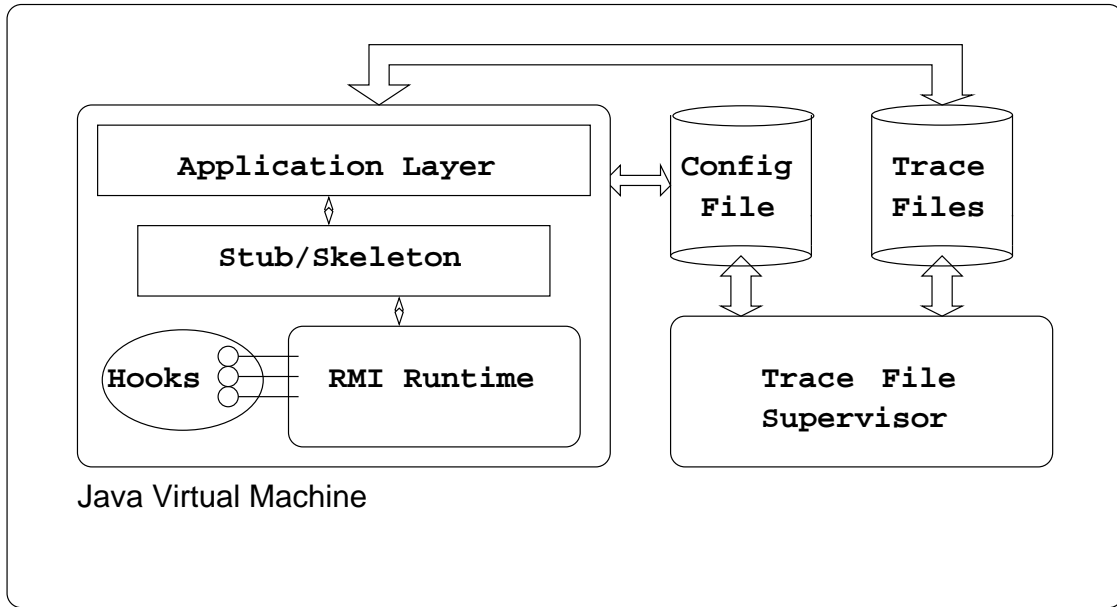 Application Layer
Config
File
Trace
Files
Stub/Skeleton
Hooks
RMI Runtime
Trace File
Supervisor
Java Virtual Machine